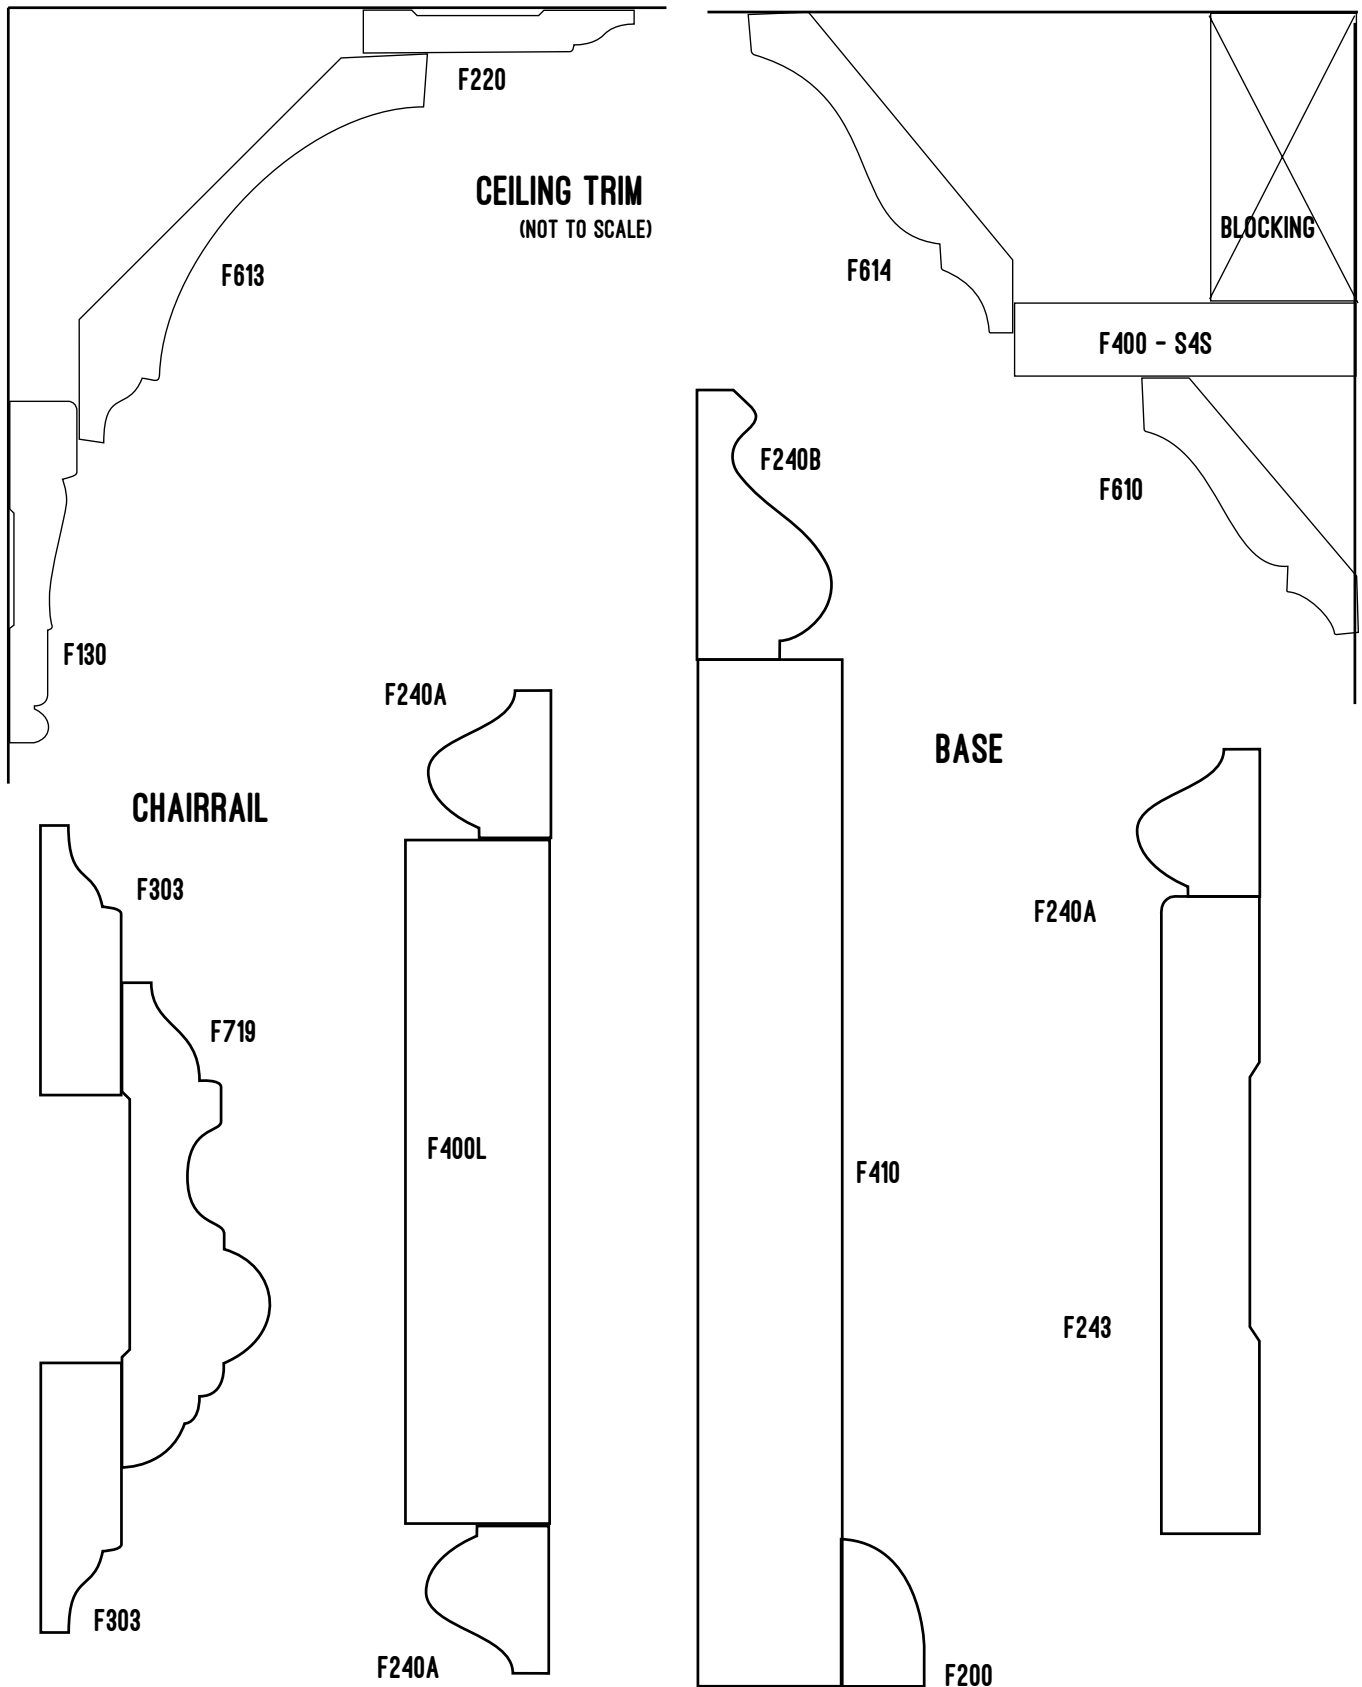 F220
CEILING TRIM
(NOT TO SCALE)
F613
F614
BLOCKING
F400 - S4S
F240B
F610
F130
F240A
BASE
CHAIRRAIL
F303
F240A
F719
F400L
F410
F243
F303
F240A
F200